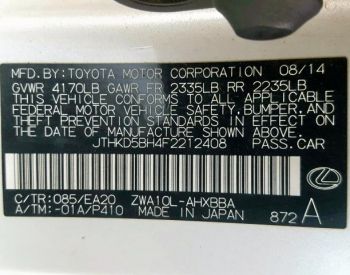 MFD.BY:TOYOTA MOTOR CORPORATION 08/14
GVWR 4170LB GAWR FR 2335LB RR 2235LB
THIS VEHICLE CONFORMS TO ALL APPLICABLE
FEDERAL MOTOR VEHICLE SAFETY,BUMPER,AND
THEFT PREVENTION STANDARDS IN EFFECT ON
THE DATE OF MANUFACTURE SHOWN ABOVE.
JTHKD5BH4F2212408 PASS.CAR
C/TR:085/EA20 ZWA10L-AHXBBA
A/TM:-01A/P410 MADE IN JAPAN 872 A